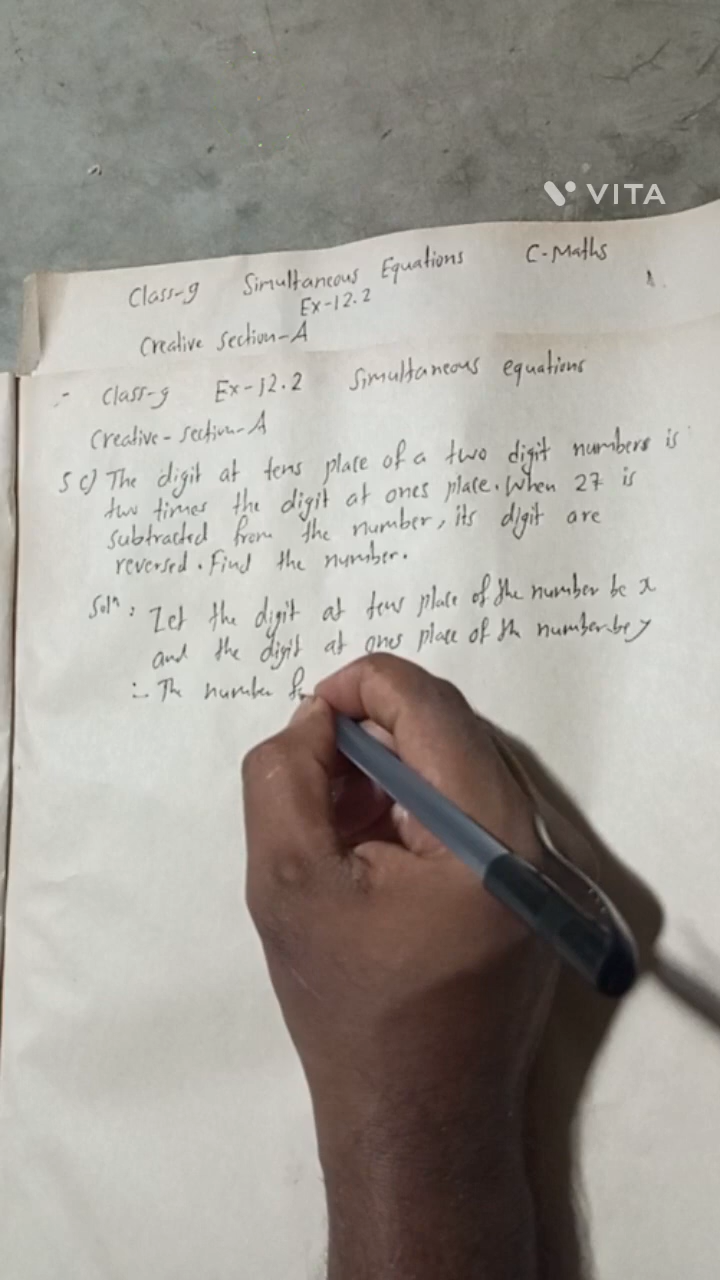 VITA
Class-9 Simultaneous Equations C-Maths
Ex-12.2
Creative section-A
:- Class-9 Ex-12.2 Simultaneous equations
Creative-section-A
5 c) The digit at tens place of a two digit numbers is
two times the digit at ones place. When 27 is
subtracted from the number, its digit are
reversed. Find the number.
Solⁿ: Let the digit at tens place of the number be x
and the digit at ones place of th number be y
∴ The number